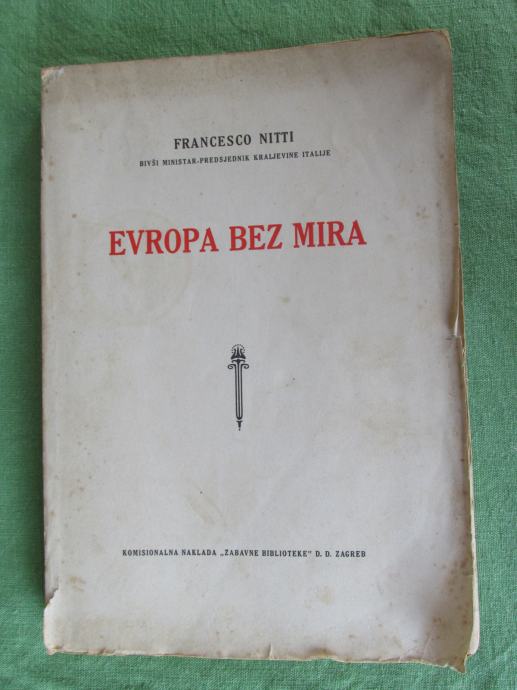 FRANCESCO NITTI
BIVŠI MINISTAR-PREDSJEDNIK KRALJEVINE ITALIJE
EVROPA BEZ MIRA
KOMISIONALNA NAKLADA „ZABAVNE BIBLIOTEKE" D. D. ZAGREB